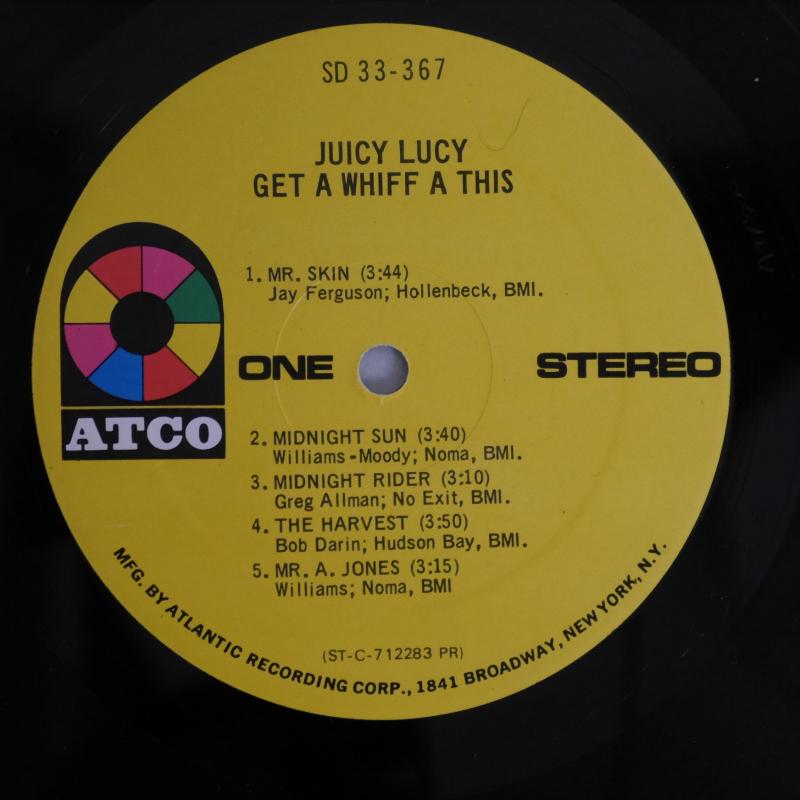 SD 33-367
JUICY LUCY
GET A WHIFF A THIS
1. MR. SKIN (3:44)
Jay Ferguson; Hollenbeck, BMI.
ONE
STEREO
ATCO
2. MIDNIGHT SUN (3:40)
Williams-Moody; Noma, BMI.
3. MIDNIGHT RIDER (3:10)
Greg Allman; No Exit, BMI.
4. THE HARVEST (3:50)
Bob Darin; Hudson Bay, BMI.
5. MR. A. JONES (3:15)
Williams; Noma, BMI
(ST-C-712283 PR)
MFG. BY ATLANTIC RECORDING CORP., 1841 BROADWAY, NEW YORK, N.Y.